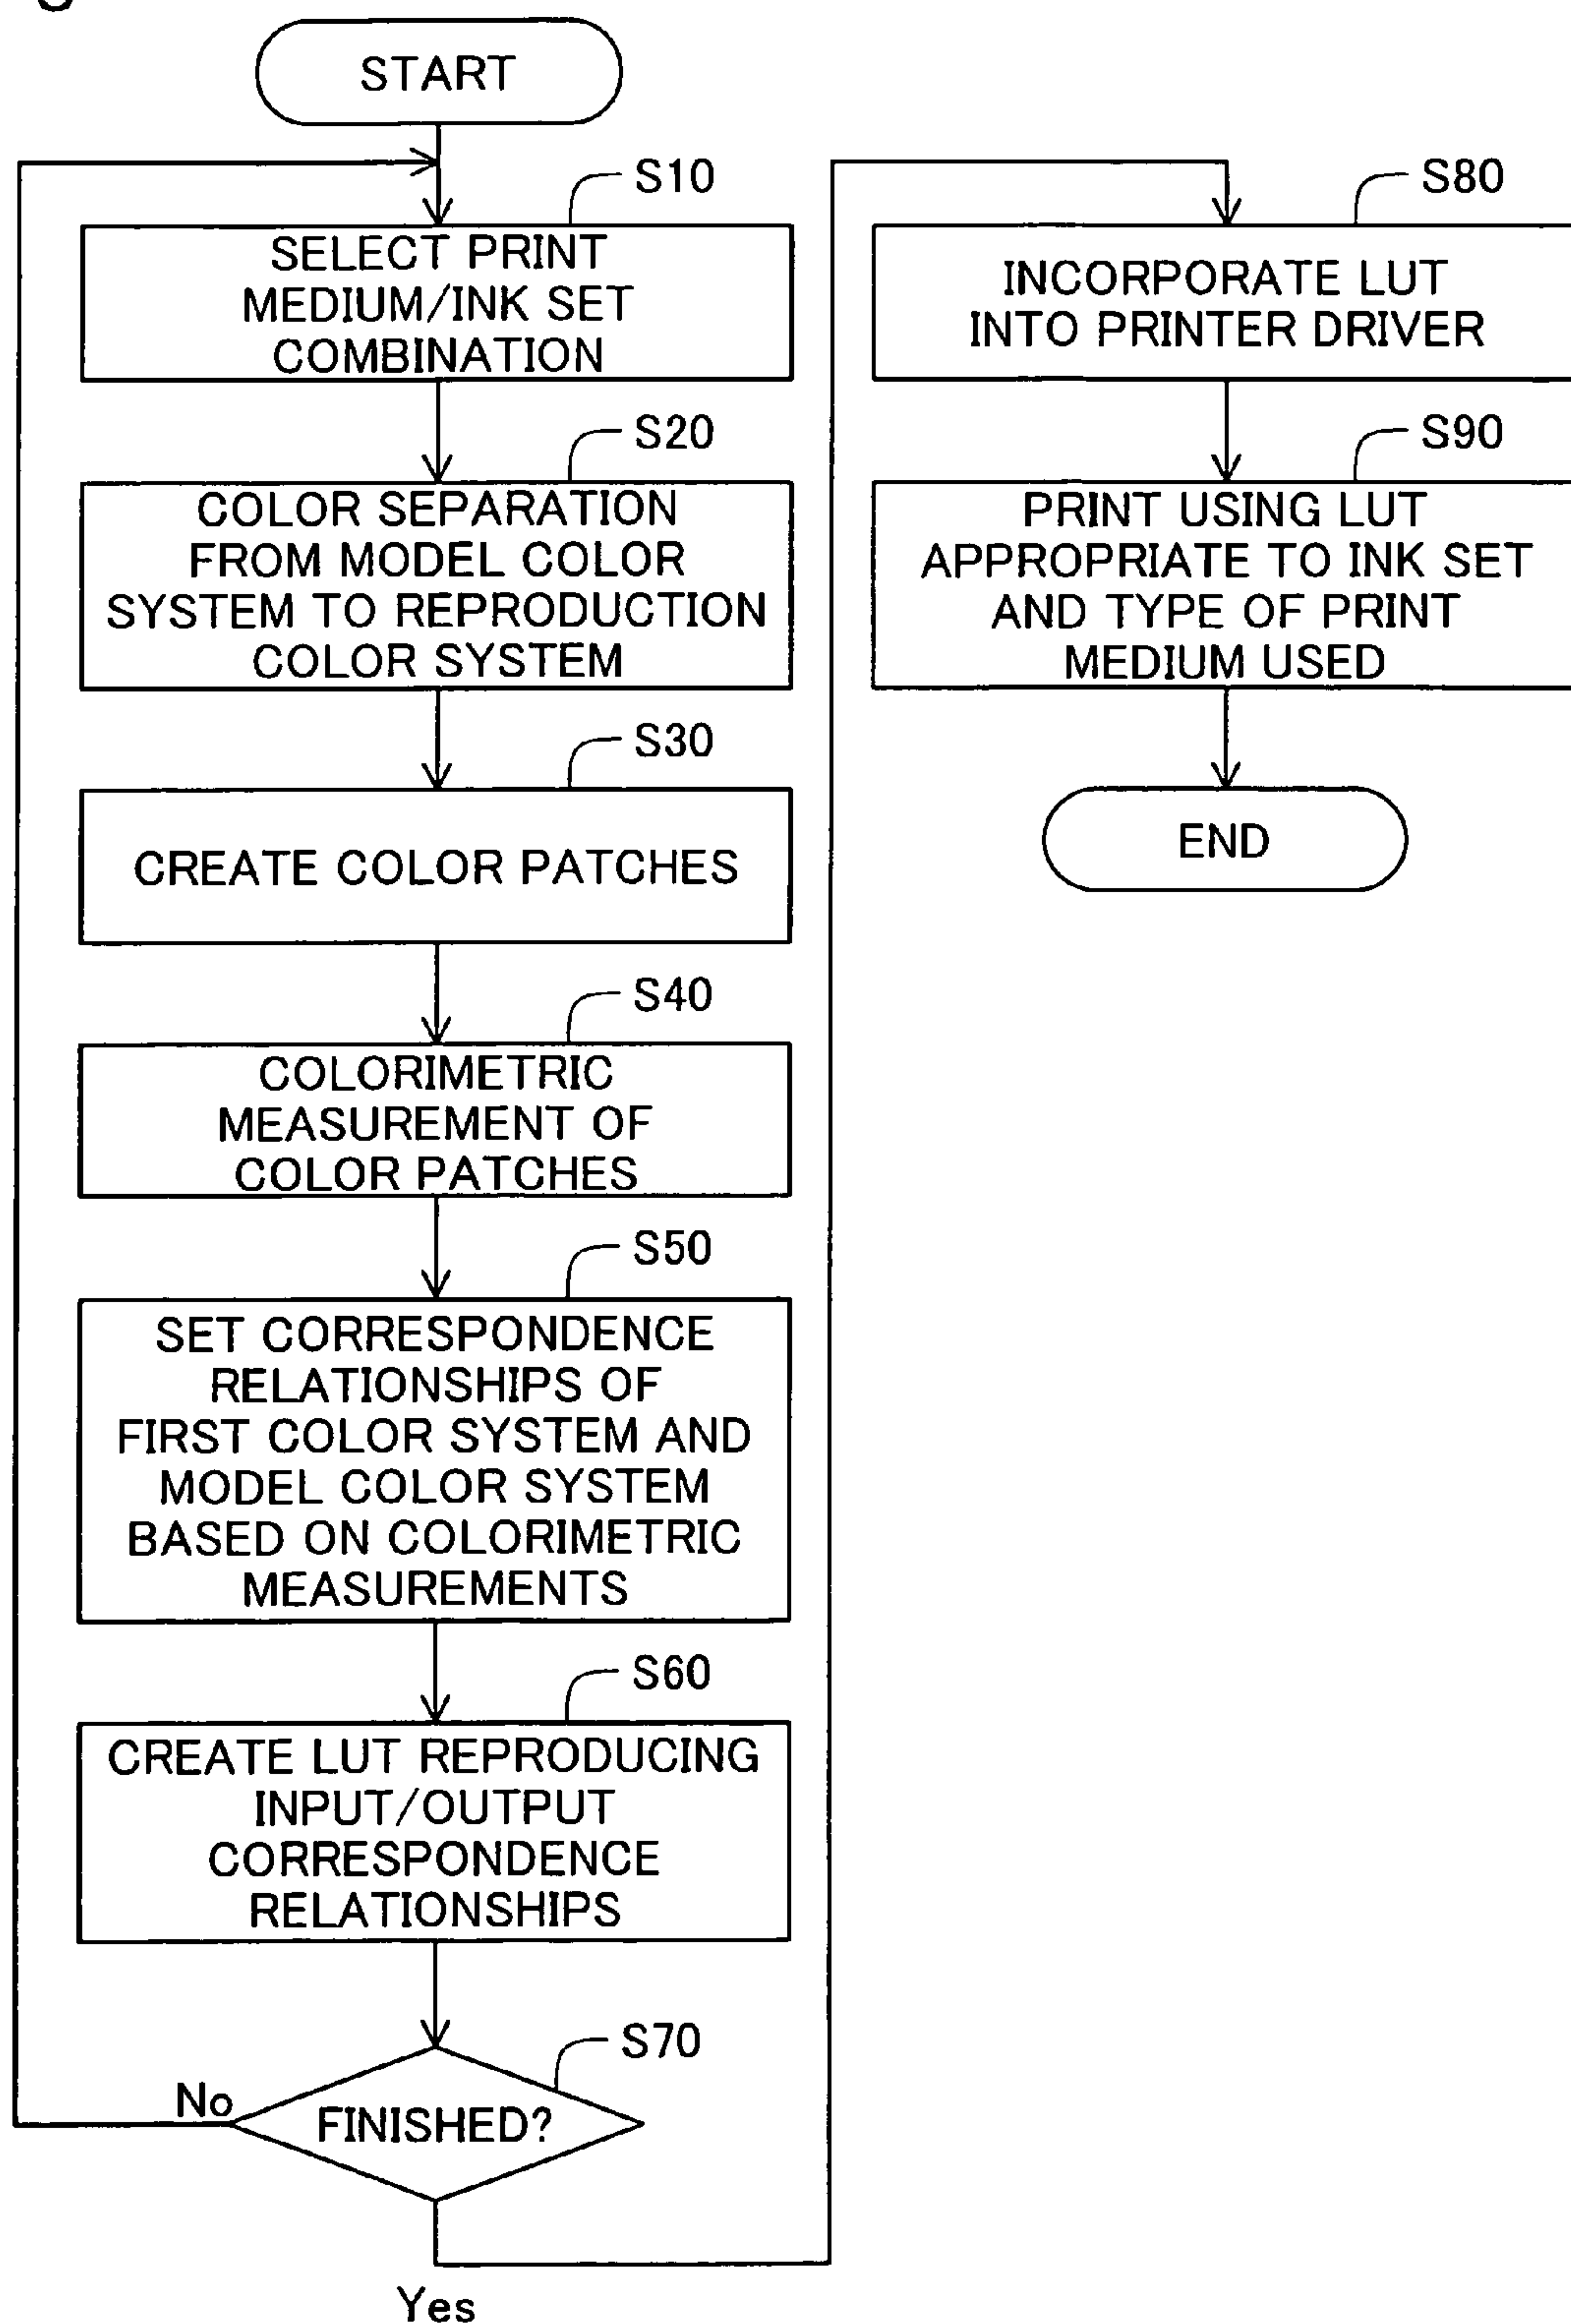 START
S10
SELECT PRINT
MEDIUM/INK SET
COMBINATION
S20
COLOR SEPARATION
FROM MODEL COLOR
SYSTEM TO REPRODUCTION
COLOR SYSTEM
S30
CREATE COLOR PATCHES
S40
COLORIMETRIC
MEASUREMENT OF
COLOR PATCHES
S50
SET CORRESPONDENCE
RELATIONSHIPS OF
FIRST COLOR SYSTEM AND
MODEL COLOR SYSTEM
BASED ON COLORIMETRIC
MEASUREMENTS
S60
CREATE LUT REPRODUCING
INPUT/OUTPUT
CORRESPONDENCE
RELATIONSHIPS
S70
No
FINISHED?
Yes
S80
INCORPORATE LUT
INTO PRINTER DRIVER
S90
PRINT USING LUT
APPROPRIATE TO INK SET
AND TYPE OF PRINT
MEDIUM USED
END